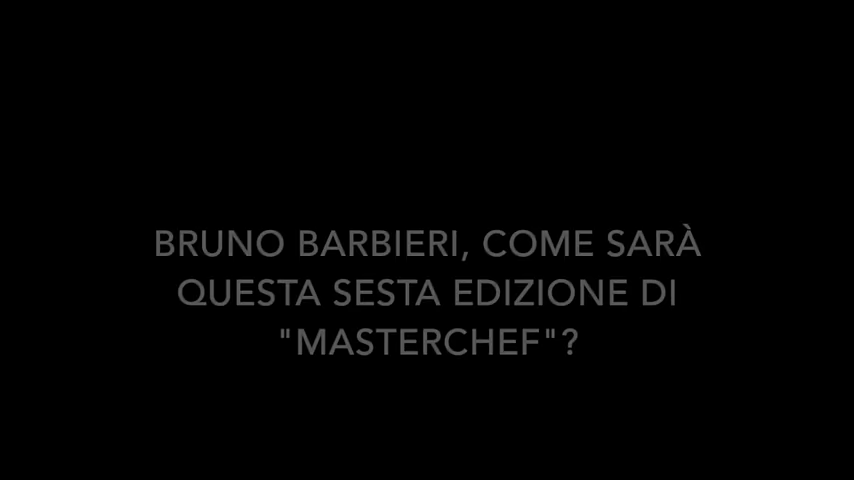 BRUNO BARBIERI, COME SARÀ
QUESTA SESTA EDIZIONE DI
"MASTERCHEF"?